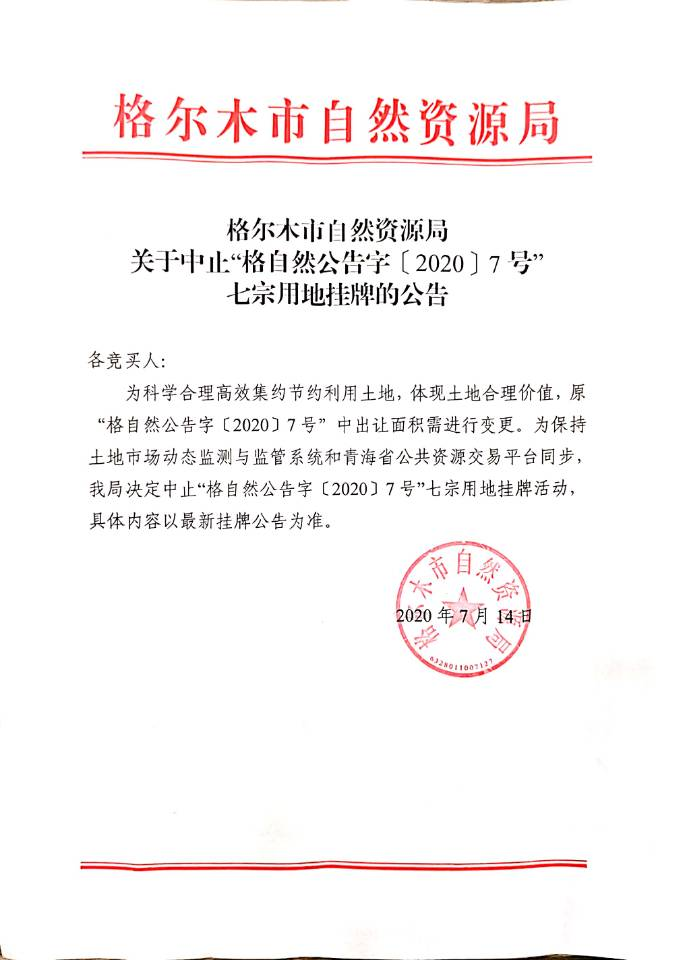 格尔木市自然资源局
格尔木市自然资源局
关于中止“格自然公告字〔2020〕7 号”
七宗用地挂牌的公告
各竞买人：
为科学合理高效集约节约利用土地，体现土地合理价值，原
“格自然公告字〔2020〕7 号”中出让面积需进行变更。为保持
土地市场动态监测与监管系统和青海省公共资源交易平台同步，
我局决定中止“格自然公告字〔2020〕7 号”七宗用地挂牌活动，
具体内容以最新挂牌公告为准。
格尔木市自然资源局
2020 年 7 月 14 日
6328011007127